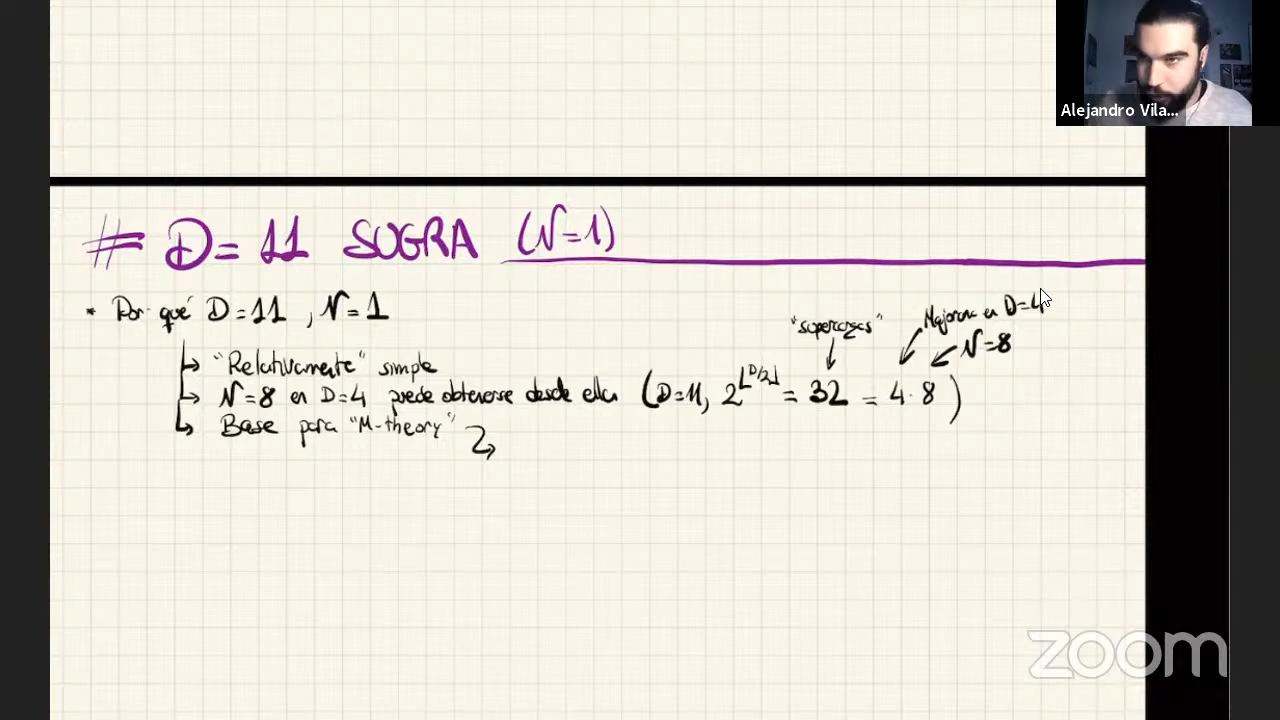 Alejandro Vila...
# D=11 SUGRA (N=1)
* Por qué D=11, N=1
"supercargas"
Majorana en D=4
N=8
↳ "Relativamente" simple
↳ N=8 en D=4 puede obtenerse desde ella (D=11, 2^⌊D/2⌋ = 32 = 4·8)
↳ Base para "M-theory"
zoom